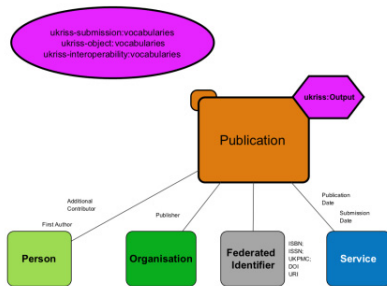 ukriss-submission:vocabularies
ukriss-object:vocabularies
ukriss-interoperability:vocabularies
ukriss:Output
Publication
Additional
Contributor
First Author
Publisher
ISBN;
ISSN;
UKPMC;
DOI
URI
Publication
Date
Submission
Date
Person
Organisation
Federated
Identifier
Service